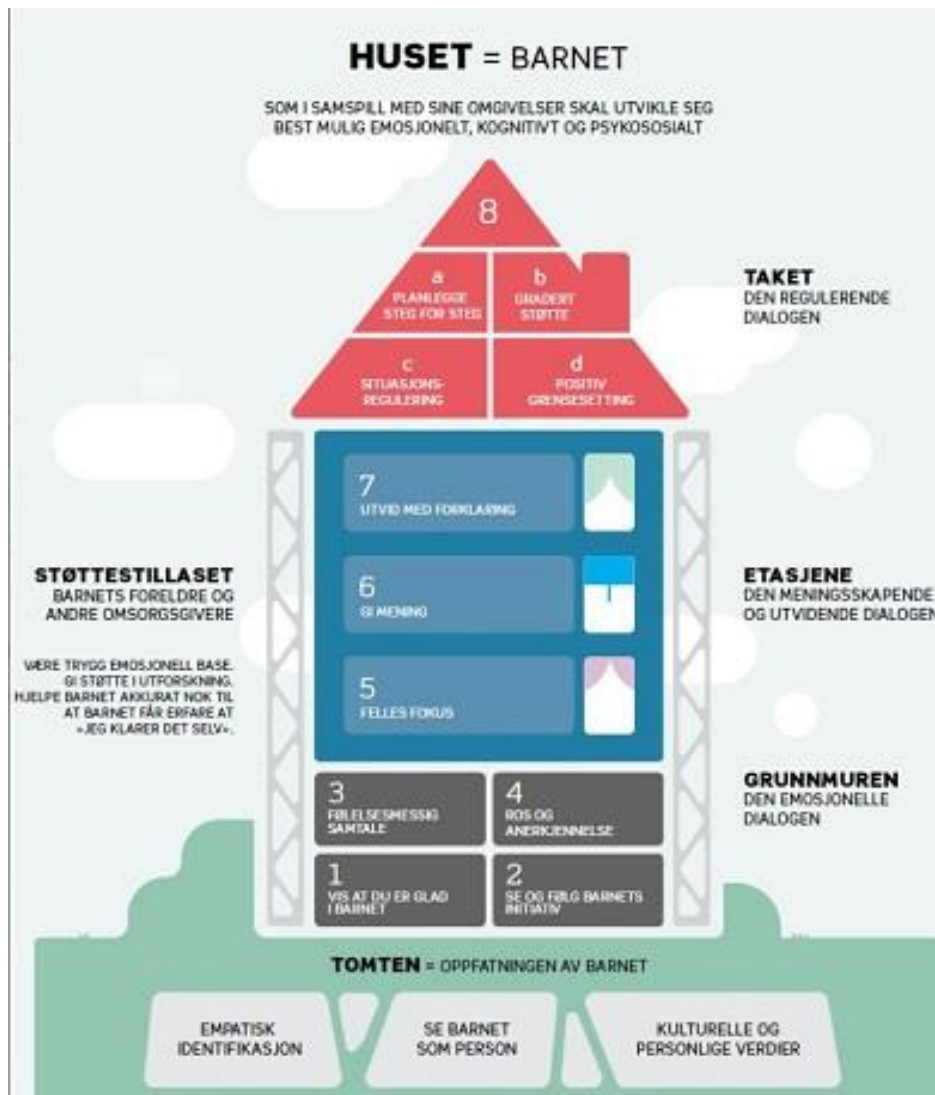 HUSET = BARNET
SOM I SAMSPILL MED SINE OMGIVELSER SKAL UTVIKLE SEG
BEST MULIG EMOSJONELT, KOGNITIVT OG PSYKOSOSIALT
8
a
PLANLEGGE
STEG FOR STEG
b
GRADERT
STØTTE
c
SITUASJONS-
REGULERING
d
POSITIV
GRENSESETTING
TAKET
DEN REGULERENDE
DIALOGEN
7
UTVID MED FORKLARING
6
GI MENING
5
FELLES FOKUS
STØTTESTILLASET
BARNETS FORELDRE OG
ANDRE OMSORGSGIVERE
VÆRE TRYGG EMOSJONELL BASE.
GI STØTTE I UTFORSKNING.
HJELPE BARNET AKKURAT NOK TIL
AT BARNET FÅR ERFARE AT
«JEG KLARER DET SELV».
ETASJENE
DEN MENINGSSKAPENDE
OG UTVIDENDE DIALOGEN
3
FØLELSESMESSIG
SAMTALE
4
ROS OG
ANERKJENNELSE
1
VIS AT DU ER GLAD
I BARNET
2
SE OG FØLG BARNETS
INITIATIV
GRUNNMUREN
DEN EMOSJONELLE
DIALOGEN
TOMTEN = OPPFATNINGEN AV BARNET
EMPATISK
IDENTIFIKASJON
SE BARNET
SOM PERSON
KULTURELLE OG
PERSONLIGE VERDIER